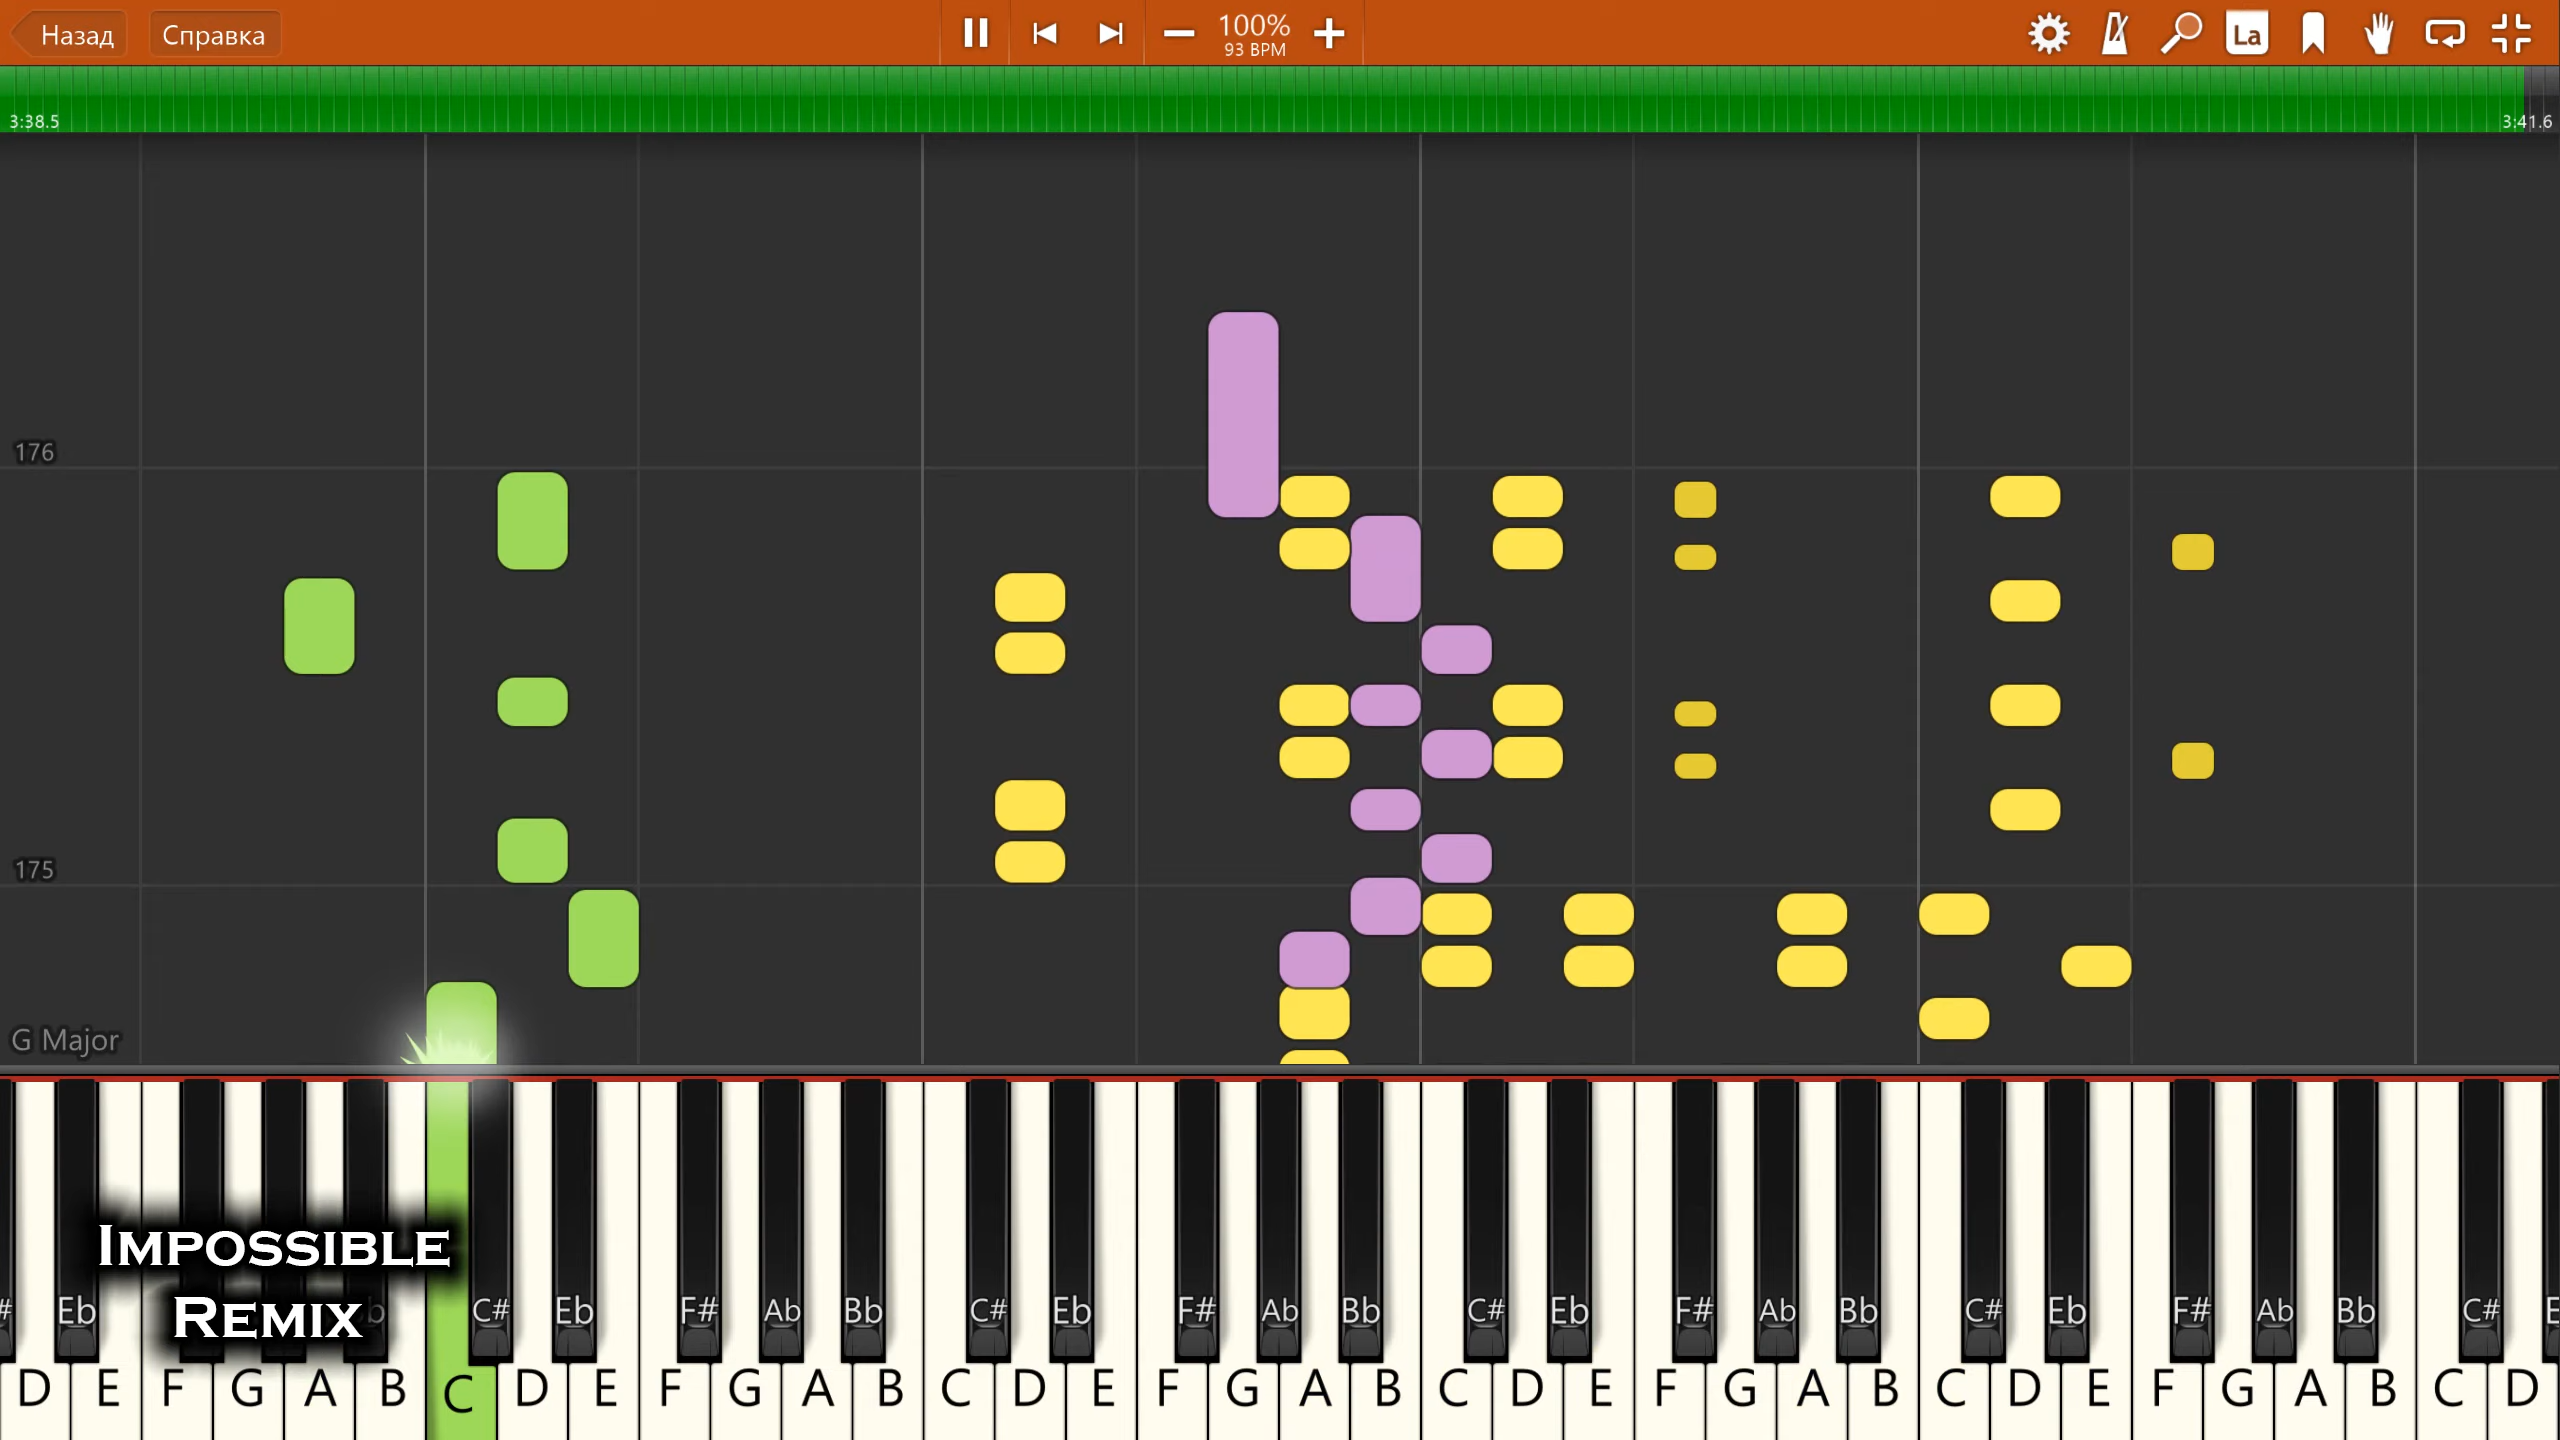 Назад Справка 100% La
93 BPM
3:38.5 3:41.6
176
175
G Major
# Eb b C# Eb F# Ab Bb C# Eb F# Ab Bb C# Eb F# Ab Bb C# Eb F# Ab Bb C# E
Impossible
Remix
D E F G A B C D E F G A B C D E F G A B C D E F G A B C D E F G A B C D